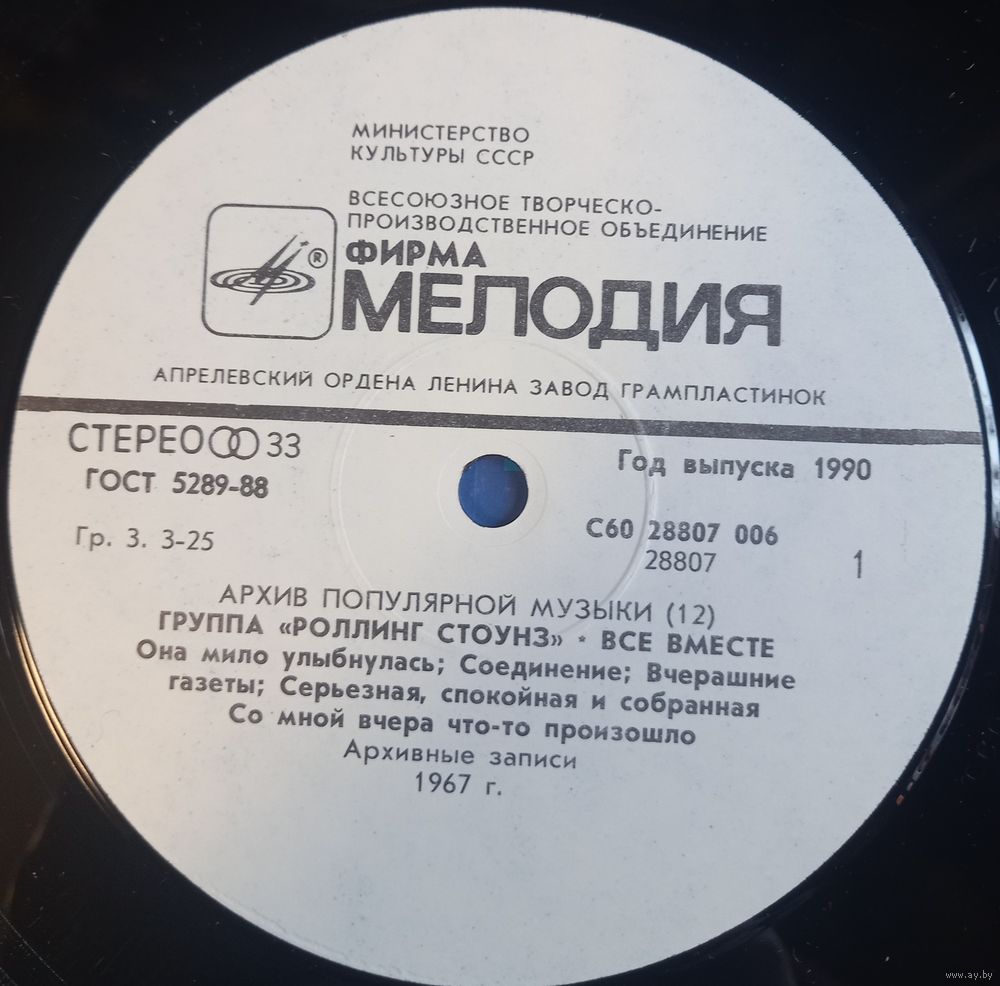 МИНИСТЕРСТВО
КУЛЬТУРЫ СССР
ВСЕСОЮЗНОЕ ТВОРЧЕСКО-
ПРОИЗВОДСТВЕННОЕ ОБЪЕДИНЕНИЕ
ФИРМА
®
МЕЛОДИЯ
АПРЕЛЕВСКИЙ ОРДЕНА ЛЕНИНА ЗАВОД ГРАМПЛАСТИНОК
СТЕРЕО 33
Год выпуска 1990
ГОСТ 5289-88
С60 28807 006
Гр. 3. 3-25
28807
1
АРХИВ ПОПУЛЯРНОЙ МУЗЫКИ (12)
ГРУППА «РОЛЛИНГ СТОУНЗ» * ВСЕ ВМЕСТЕ
Она мило улыбнулась; Соединение; Вчерашние
газеты; Серьезная, спокойная и собранная
Со мной вчера что-то произошло
Архивные записи
1967 г.
www.ay.by